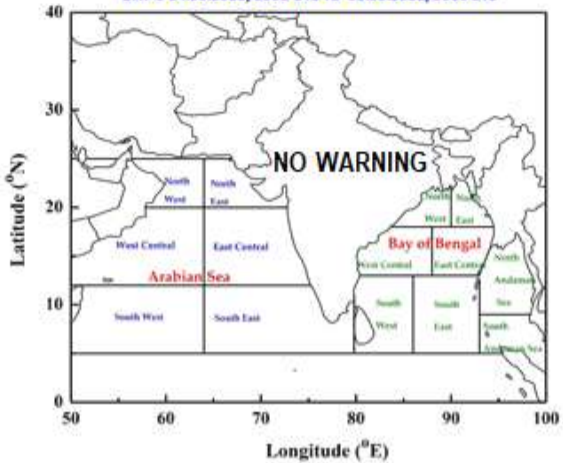 40
30
20
10
0
Latitude (⁰N)
NO WARNING
North
West
North
East
North
West
North
East
West Central
East Central
Arabian Sea
Bay of Bengal
West Central
East Central
North
Andaman
Sea
South West
South East
South
West
South
East
South
Andaman Sea
50
60
70
80
90
100
Longitude (⁰E)